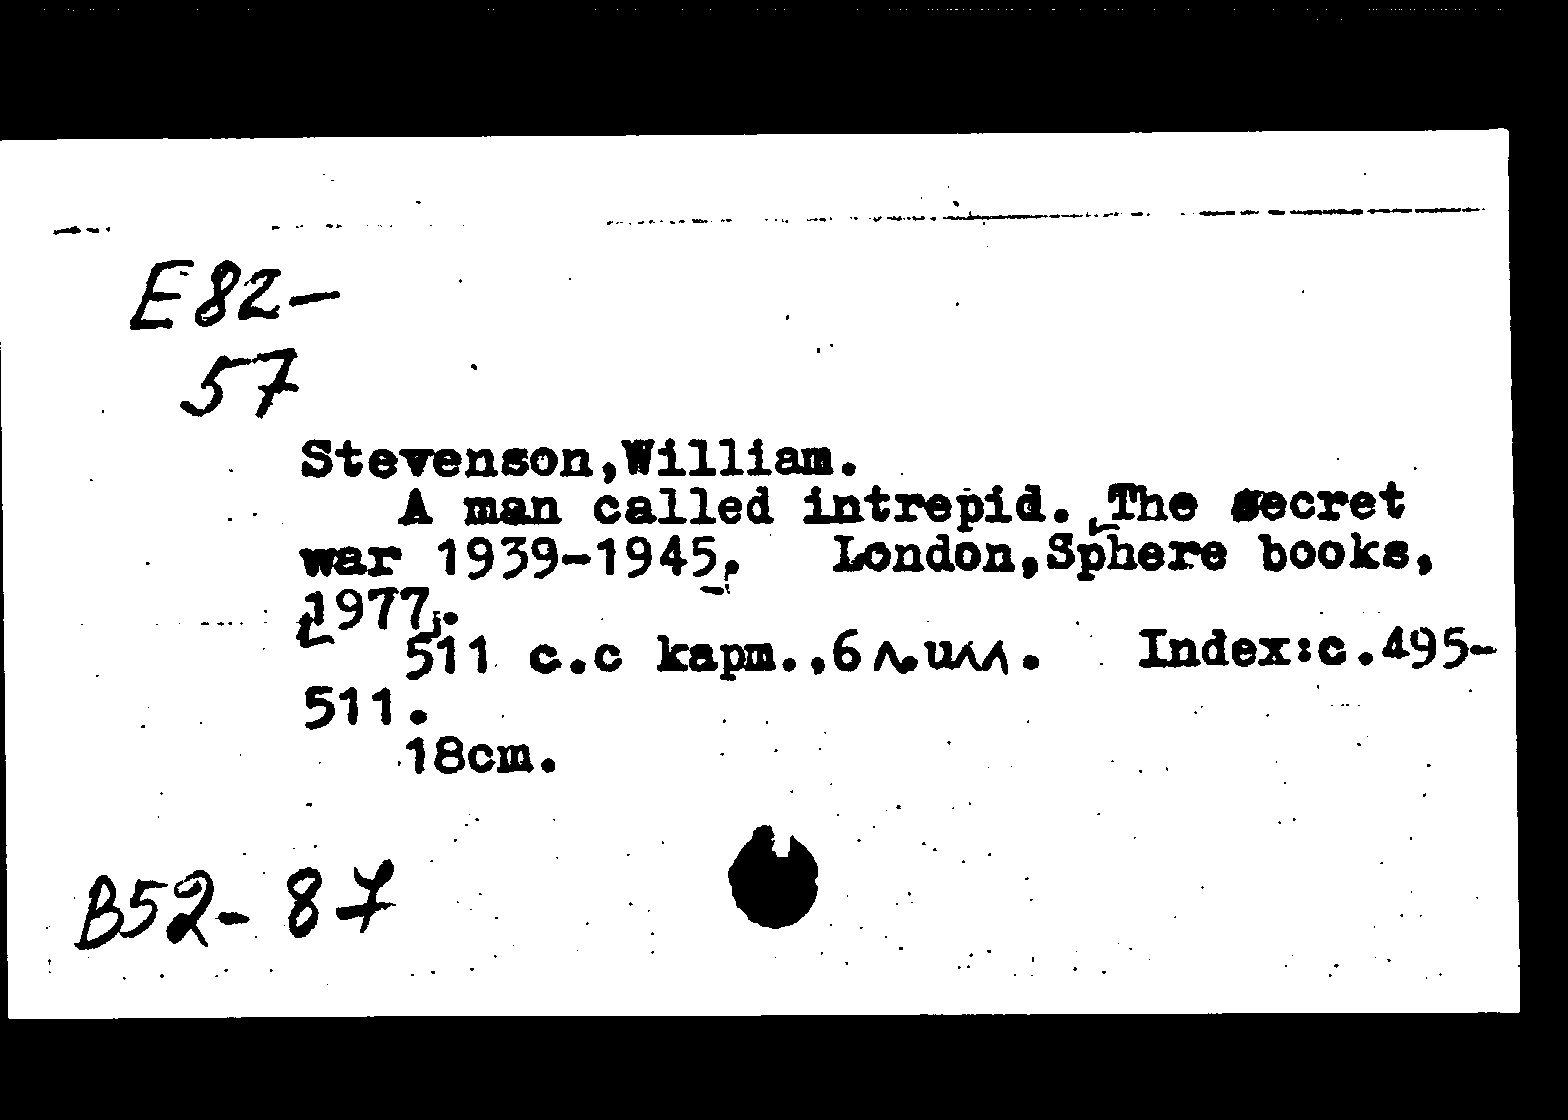 E82-
57
Stevenson,William.
A man called intrepid. The secret
war 1939-1945. London,Sphere books,
1977.
511 c.c карт.,6 л.илл. Index:c.495-
511.
18cm.
B52-87